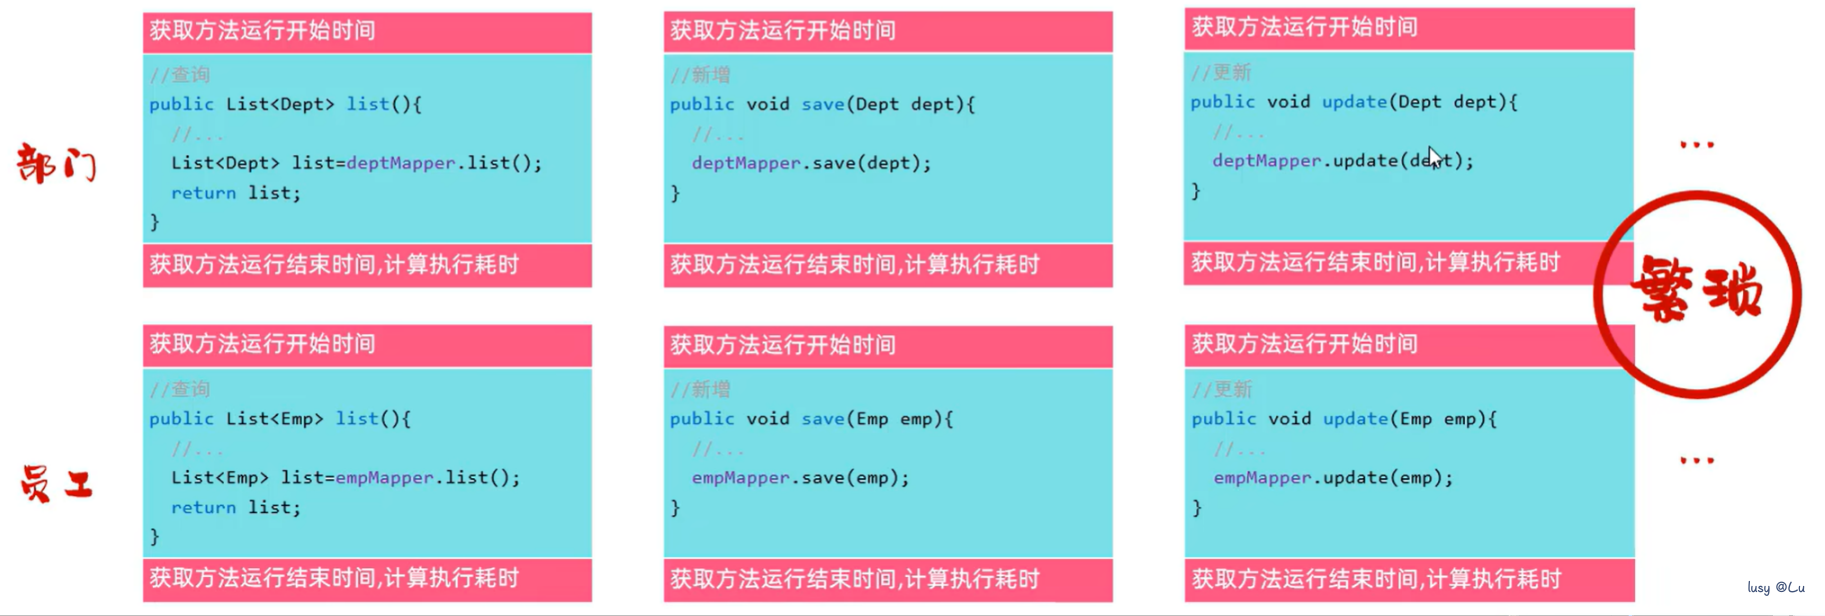 部门
获取方法运行开始时间
//查询
public List<Dept> list(){
//...
List<Dept> list=deptMapper.list();
return list;
}
获取方法运行结束时间,计算执行耗时
获取方法运行开始时间
//新增
public void save(Dept dept){
//...
deptMapper.save(dept);
}
获取方法运行结束时间,计算执行耗时
获取方法运行开始时间
//更新
public void update(Dept dept){
//...
deptMapper.update(dept);
}
获取方法运行结束时间,计算执行耗时
...
繁琐
员工
获取方法运行开始时间
//查询
public List<Emp> list(){
//...
List<Emp> list=empMapper.list();
return list;
}
获取方法运行结束时间,计算执行耗时
获取方法运行开始时间
//新增
public void save(Emp emp){
//...
empMapper.save(emp);
}
获取方法运行结束时间,计算执行耗时
获取方法运行开始时间
//更新
public void update(Emp emp){
//...
empMapper.update(emp);
}
获取方法运行结束时间,计算执行耗时
...
lusy @Lu